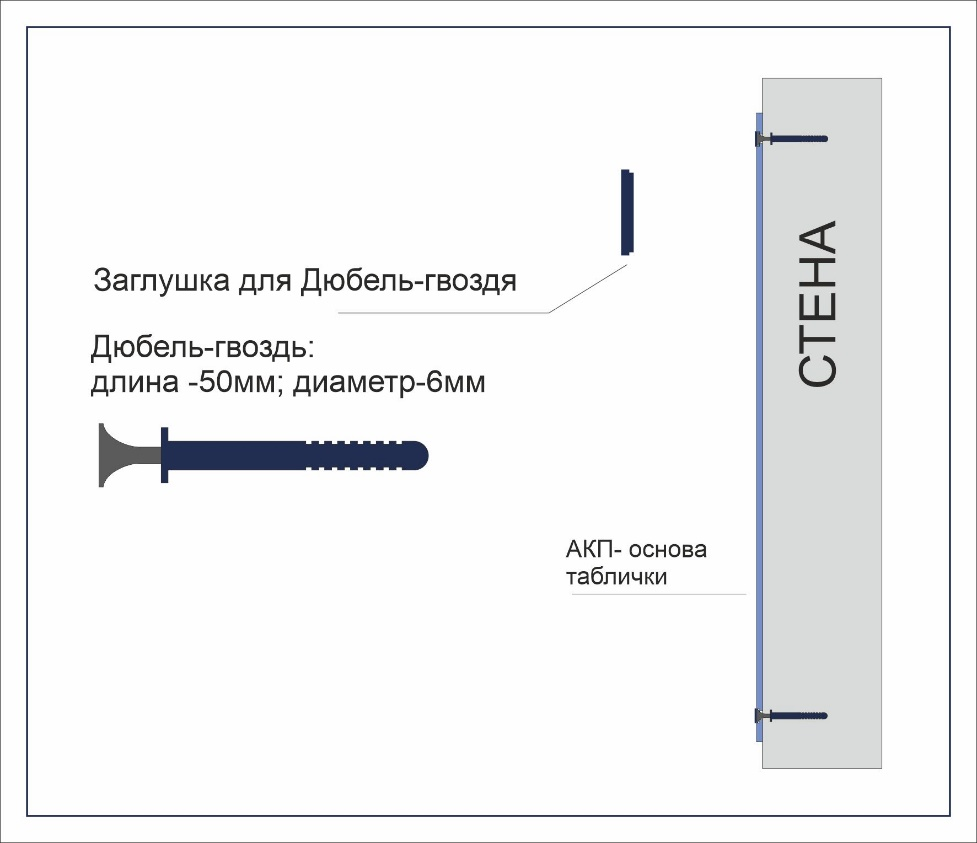 Заглушка для Дюбель-гвоздя
Дюбель-гвоздь:
длина -50мм; диаметр-6мм
СТЕНА
АКП- основа
таблички